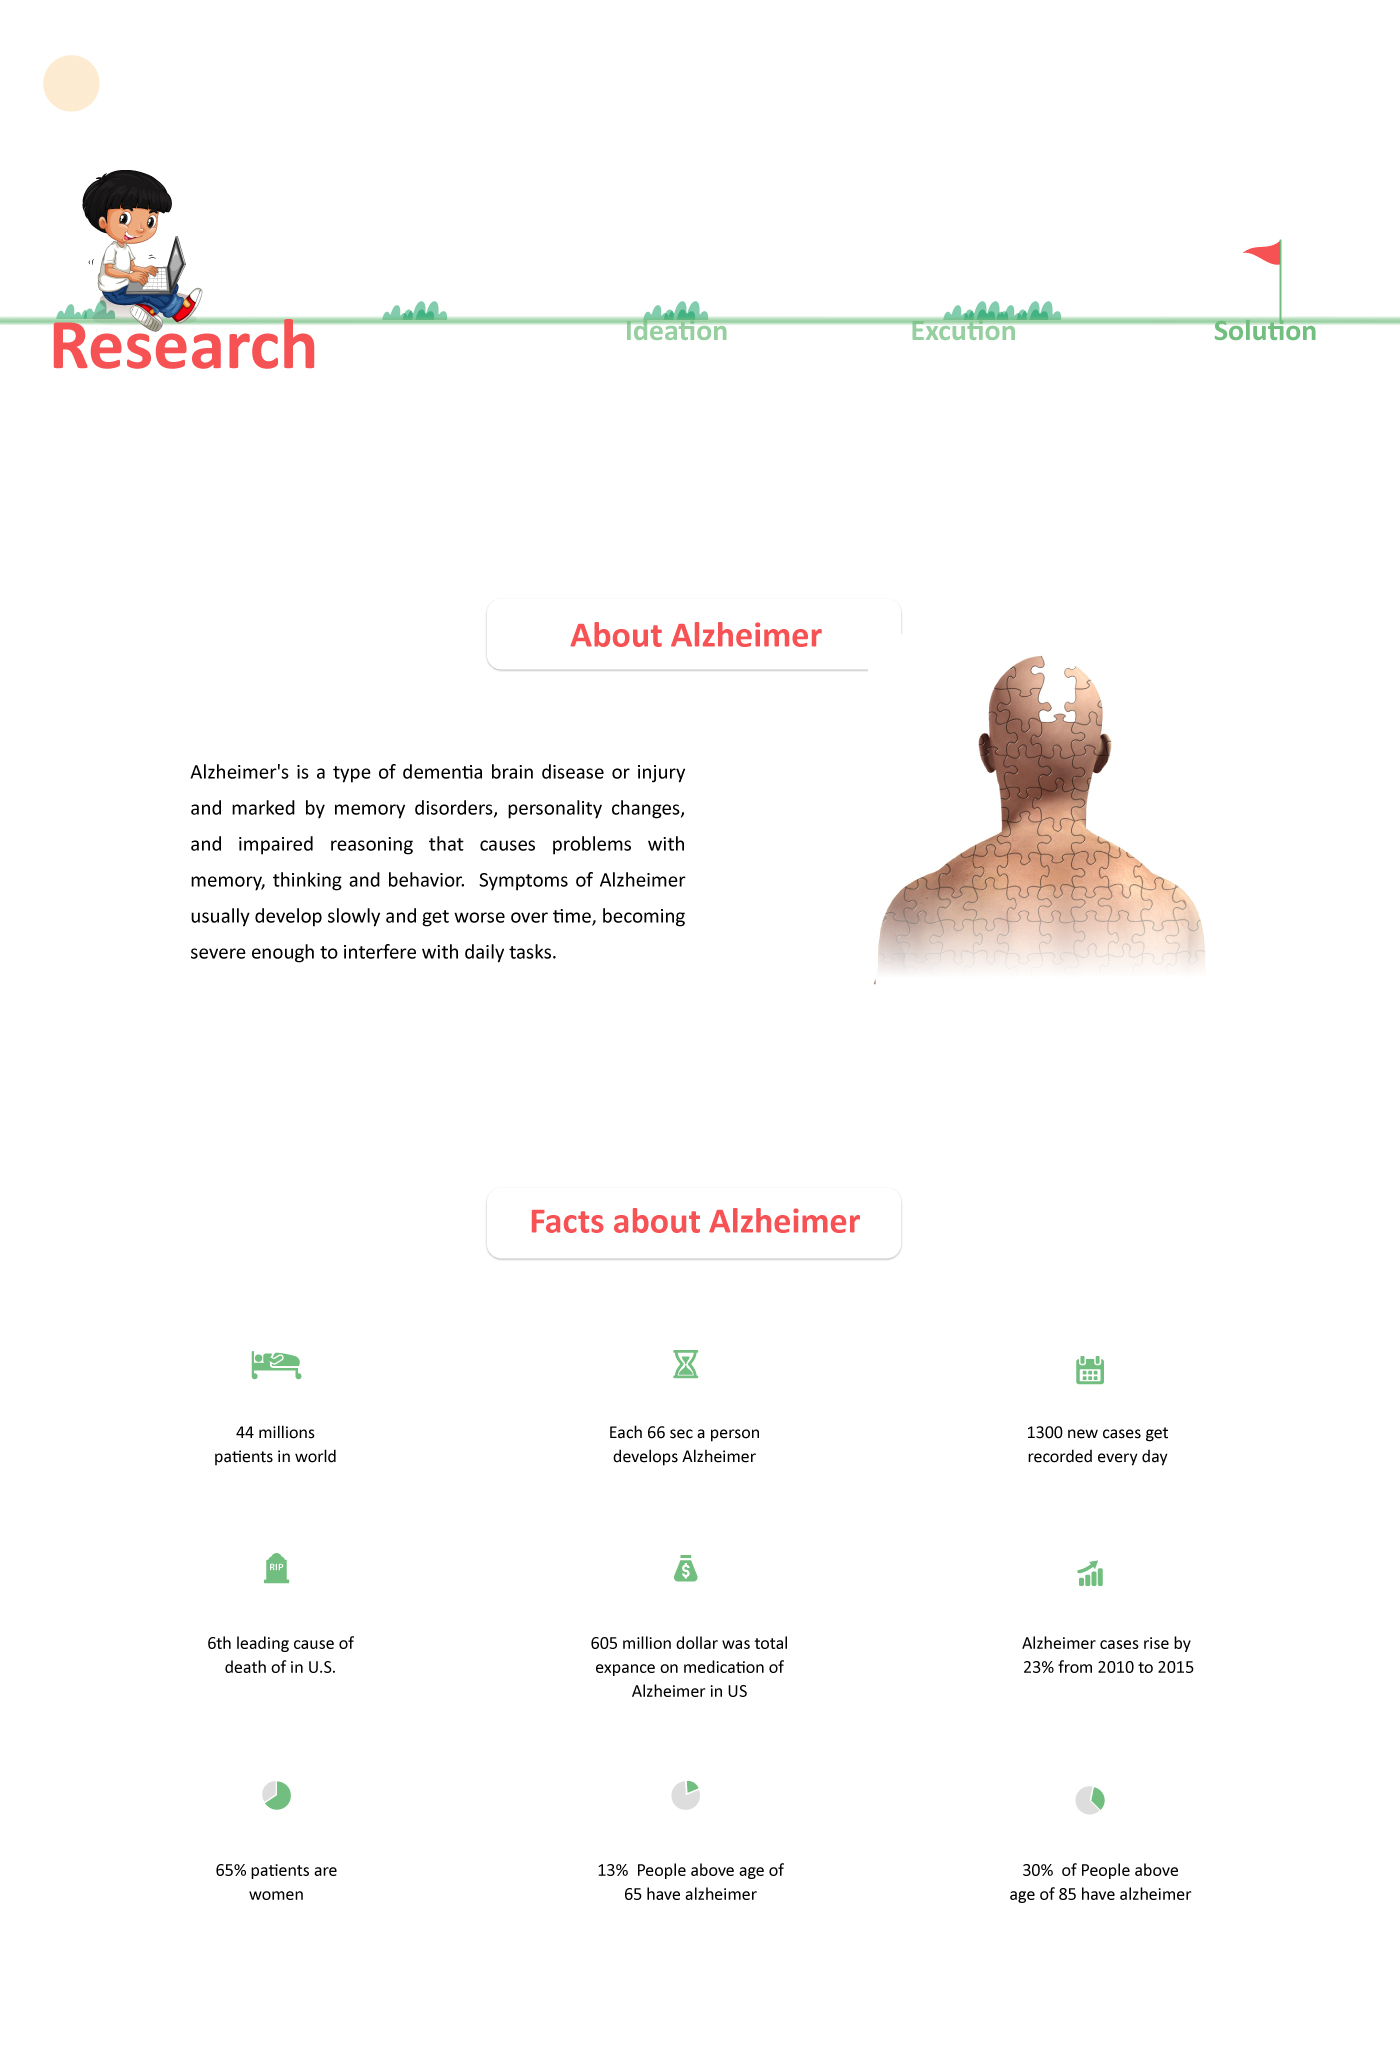 Research
Ideation
Excution
Solution
About Alzheimer
Alzheimer's is a type of dementia brain disease or injury
and marked by memory disorders, personality changes,
and impaired reasoning that causes problems with
memory, thinking and behavior. Symptoms of Alzheimer
usually develop slowly and get worse over time, becoming
severe enough to interfere with daily tasks.
Facts about Alzheimer
44 millions
patients in world
Each 66 sec a person
develops Alzheimer
1300 new cases get
recorded every day
RIP
6th leading cause of
death of in U.S.
$
605 million dollar was total
expance on medication of
Alzheimer in US
Alzheimer cases rise by
23% from 2010 to 2015
65% patients are
women
13% People above age of
65 have alzheimer
30% of People above
age of 85 have alzheimer